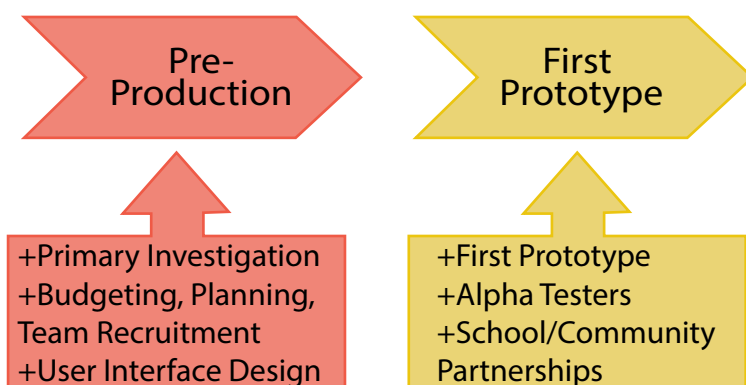 Pre-
Production
First
Prototype
+Primary Investigation
+Budgeting, Planning,
Team Recruitment
+User Interface Design
+First Prototype
+Alpha Testers
+School/Community
Partnerships